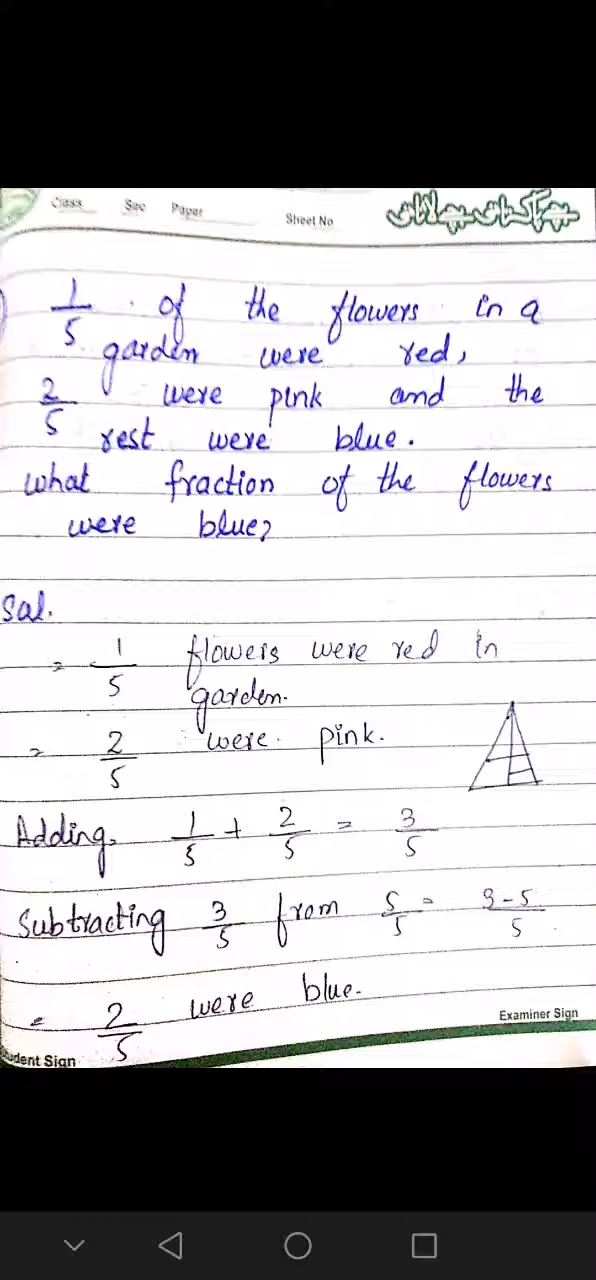 Class Sec Paper Sheet No
1/5 of the flowers in a
garden were red,
2/5 were pink and the
rest were blue.
what fraction of the flowers
were blue?
Sol.
= 1/5 flowers were red in
garden.
= 2/5 were pink.
Adding, 1/5 + 2/5 = 3/5
Subtracting 3/5 from 5/5 = 3-5/5
= 2/5 were blue.
Examiner Sign
Student Sign